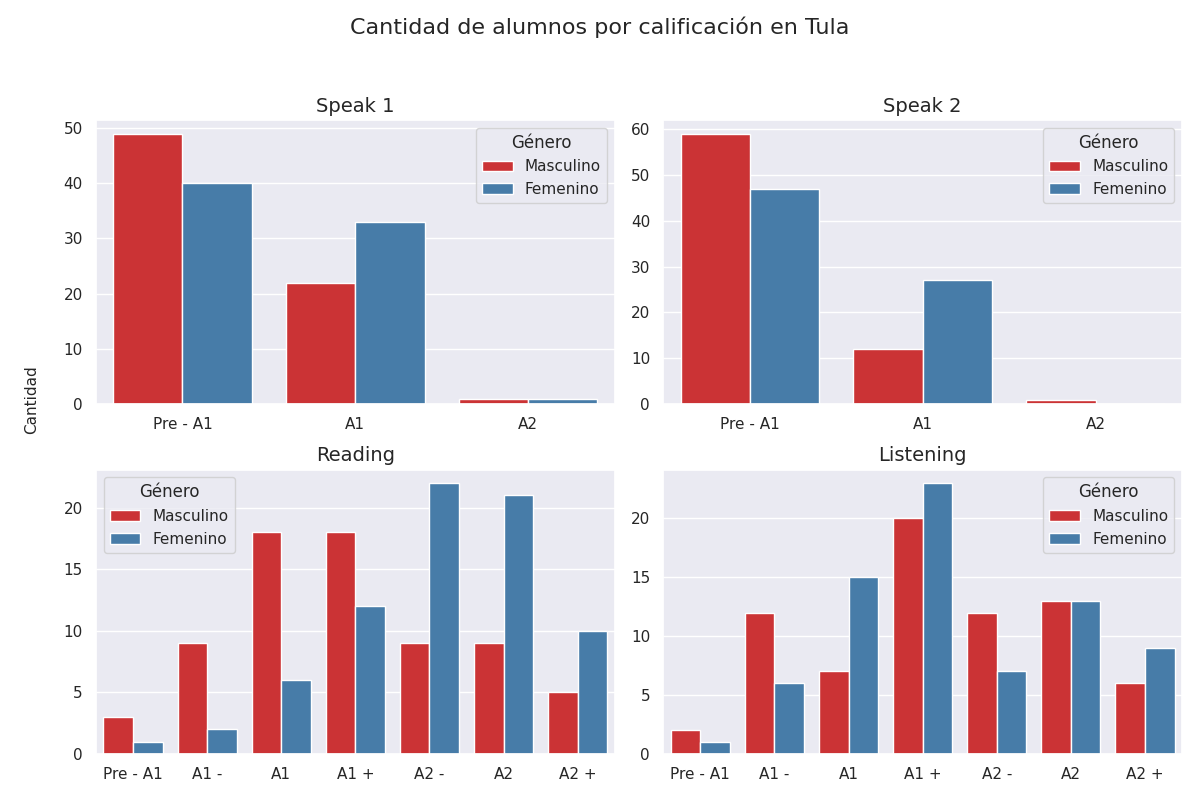 Cantidad de alumnos por calificación en Tula
Speak 1
50
40
30
20
10
0
Género
Masculino
Femenino
Pre - A1 A1 A2
Speak 2
60
50
40
30
20
10
0
Género
Masculino
Femenino
Pre - A1 A1 A2
Cantidad
Reading
20
15
10
5
0
Género
Masculino
Femenino
Pre - A1 A1 - A1 A1 + A2 - A2 A2 +
Listening
20
15
10
5
0
Género
Masculino
Femenino
Pre - A1 A1 - A1 A1 + A2 - A2 A2 +